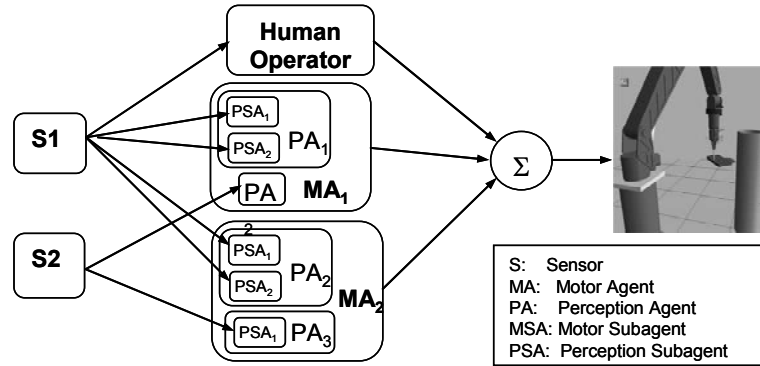 Human
Operator
S1
PSA1
PSA2
PA1
PA
MA1
S2
2
PSA1
PSA2
PA2
MA2
PSA1
PA3
Σ
S: Sensor
MA: Motor Agent
PA: Perception Agent
MSA: Motor Subagent
PSA: Perception Subagent